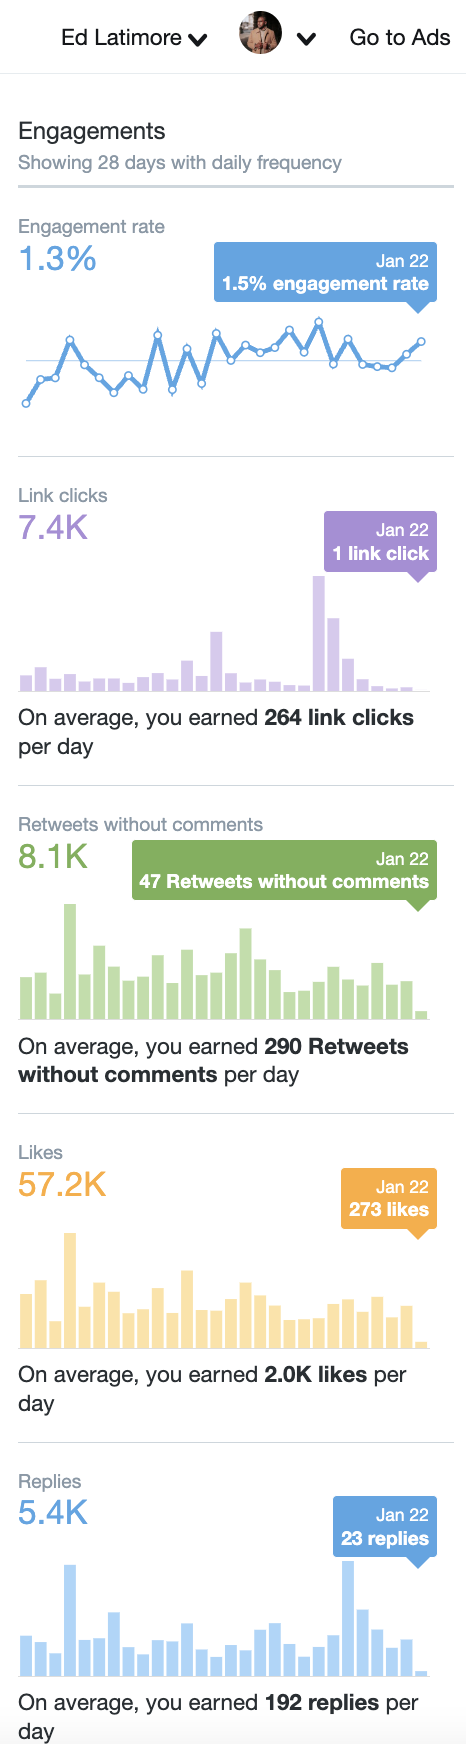 Ed Latimore
Go to Ads
Engagements
Showing 28 days with daily frequency
Engagement rate
1.3%
Jan 22
1.5% engagement rate
Link clicks
7.4K
Jan 22
1 link click
On average, you earned 264 link clicks
per day
Retweets without comments
8.1K
Jan 22
47 Retweets without comments
On average, you earned 290 Retweets
without comments per day
Likes
57.2K
Jan 22
273 likes
On average, you earned 2.0K likes per
day
Replies
5.4K
Jan 22
23 replies
On average, you earned 192 replies per
day